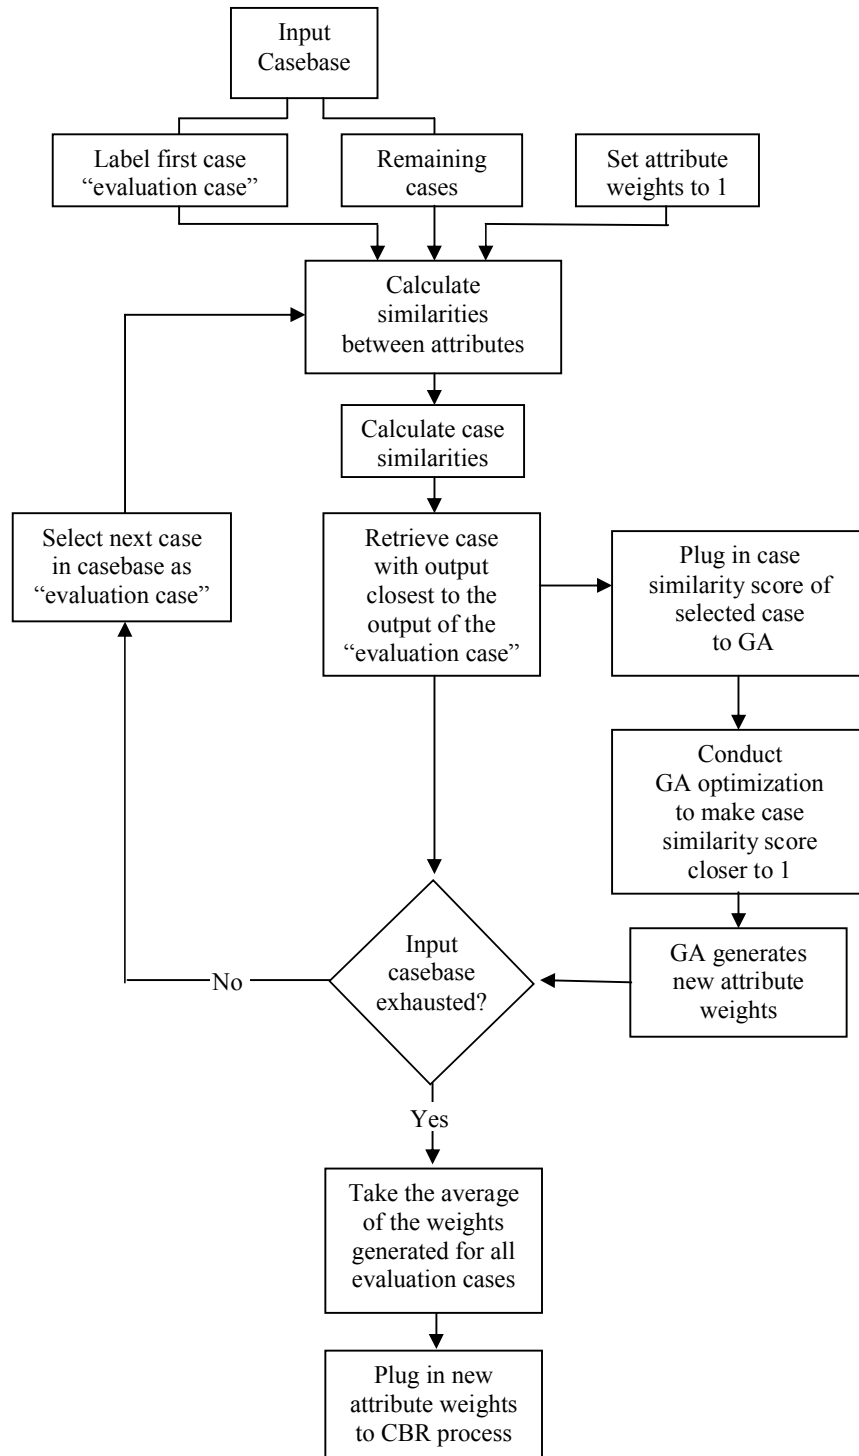 Input
Casebase
Label first case
“evaluation case”
Remaining
cases
Set attribute
weights to 1
Calculate
similarities
between attributes
Calculate case
similarities
Select next case
in casebase as
“evaluation case”
Retrieve case
with output
closest to the
output of the
“evaluation case”
Plug in case
similarity score of
selected case
to GA
Conduct
GA optimization
to make case
similarity score
closer to 1
GA generates
new attribute
weights
Input
casebase
exhausted?
No
Yes
Take the average
of the weights
generated for all
evaluation cases
Plug in new
attribute weights
to CBR process